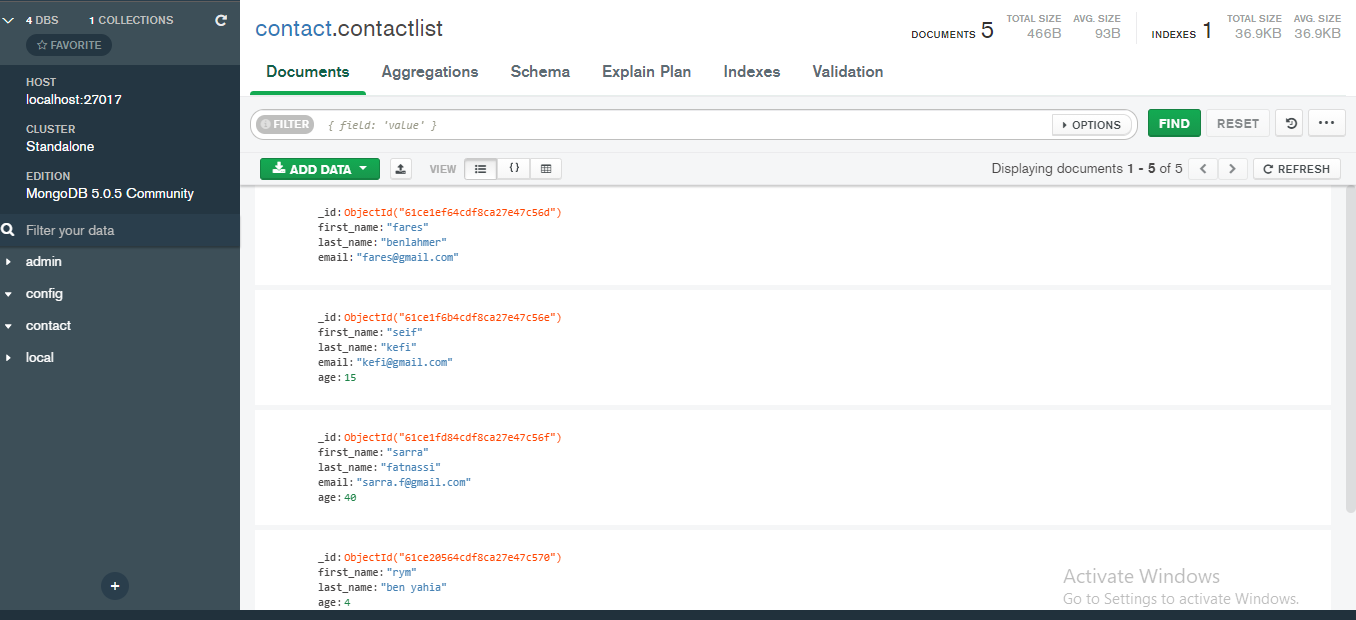 4 DBS 1 COLLECTIONS
FAVORITE
HOST
localhost:27017
CLUSTER
Standalone
EDITION
MongoDB 5.0.5 Community
Filter your data
admin
config
contact
local
+
contact.contactlist
DOCUMENTS 5 TOTAL SIZE 466B AVG. SIZE 93B INDEXES 1 TOTAL SIZE 36.9KB AVG. SIZE 36.9KB
Documents Aggregations Schema Explain Plan Indexes Validation
FILTER { field: 'value' } OPTIONS FIND RESET ...
ADD DATA VIEW {} Displaying documents 1 - 5 of 5 < > REFRESH
_id: ObjectId("61ce1ef64cdf8ca27e47c56d")
first_name: "fares"
last_name: "benlahmer"
email: "fares@gmail.com"
_id: ObjectId("61ce1f6b4cdf8ca27e47c56e")
first_name: "seif"
last_name: "kefi"
email: "kefi@gmail.com"
age: 15
_id: ObjectId("61ce1fd84cdf8ca27e47c56f")
first_name: "sarra"
last_name: "fatnassi"
email: "sarra.f@gmail.com"
age: 40
_id: ObjectId("61ce20564cdf8ca27e47c570")
first_name: "rym"
last_name: "ben yahia"
age: 4
Activate Windows
Go to Settings to activate Windows.